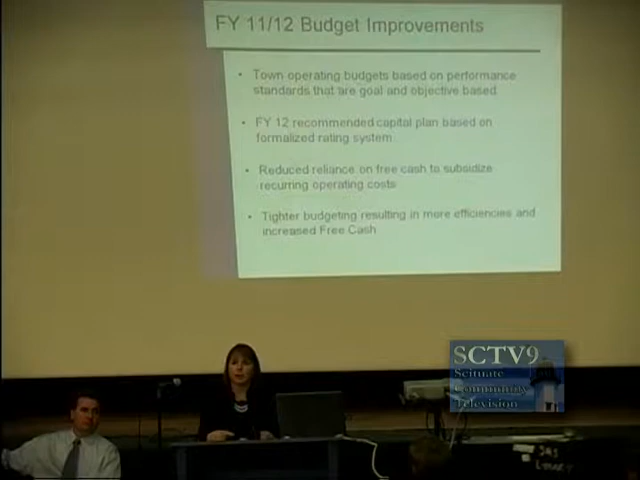 FY 11/12 Budget Improvements
• Town operating budgets based on performance
standards that are goal and objective based
• FY 12 recommended capital plan based on
formalized rating system
• Reduced reliance on free cash to subsidize
recurring operating costs
• Tighter budgeting resulting in more efficiencies and
increased Free Cash
SCTV9
Scituate
Community
Television